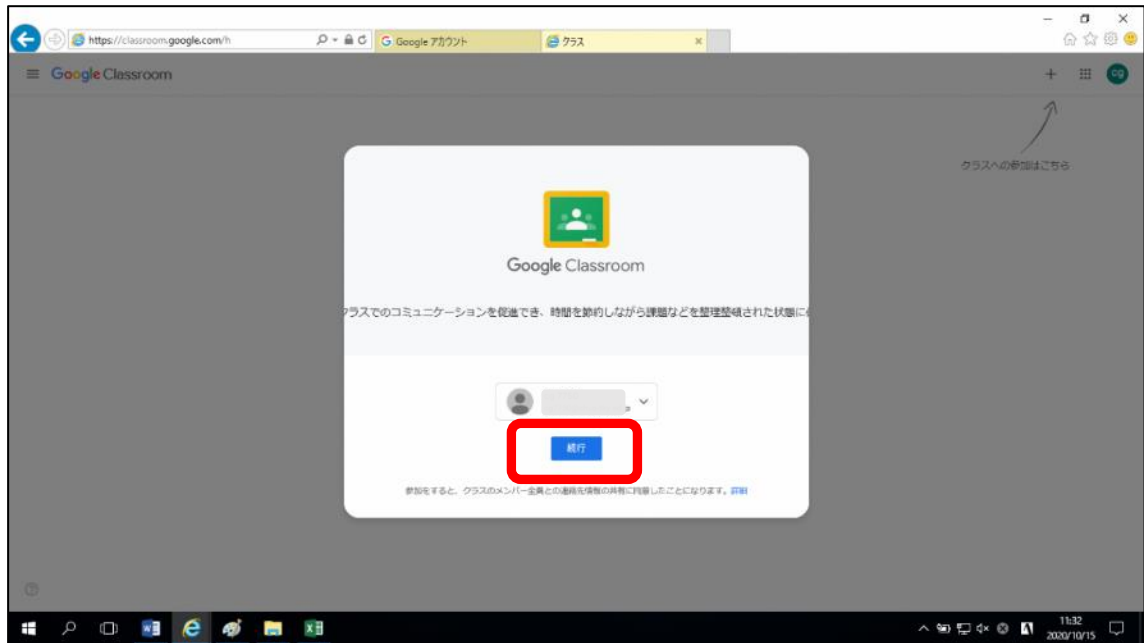 https://classroom.google.com/h
Google アカウント
クラス
Google Classroom
cg
クラスへの参加はこちら
Google Classroom
クラスでのコミュニケーションを促進でき、時間を節約しながら課題などを整理整頓された状態に
続行
参加をすると、クラスのメンバー全員との連絡先情報の共有に同意したことになります。詳細
11:32
2020/10/15